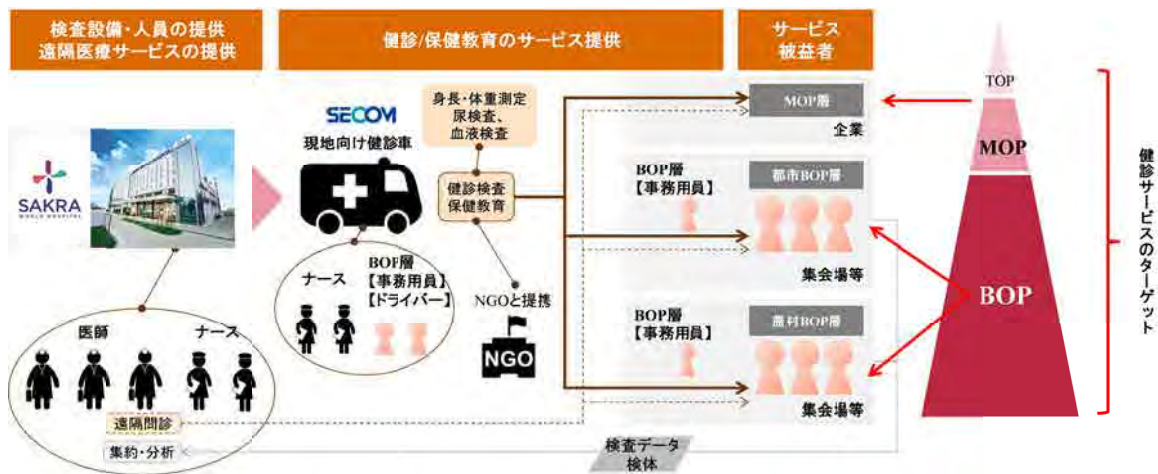 検査設備・人員の提供
遠隔医療サービスの提供
健診/保健教育のサービス提供
サービス
被益者
SAKRA
WORLD HOSPITAL
SECOM
現地向け健診車
身長・体重測定
尿検査、
血液検査
健診検査
保健教育
ナース
BOP層
【事務用員】
【ドライバー】
NGOと提携
NGO
医師
ナース
遠隔問診
集約・分析
MOP層
企業
BOP層
【事務用員】
都市BOP層
集会場等
BOP層
【事務用員】
農村BOP層
集会場等
検査データ
検体
TOP
MOP
BOP
健診サービスのターゲット